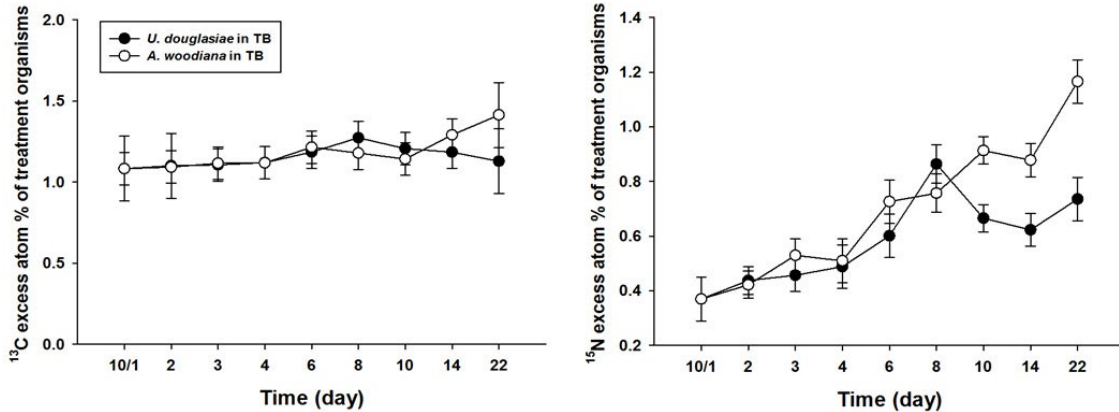 ¹³C excess atom % of treatment organisms
2.0
1.5
1.0
0.5
0.0
U. douglasiae in TB
A. woodiana in TB
10/1 2 3 4 6 8 10 14 22
Time (day)
¹⁵N excess atom % of treatment organisms
1.4
1.2
1.0
0.8
0.6
0.4
0.2
10/1 2 3 4 6 8 10 14 22
Time (day)